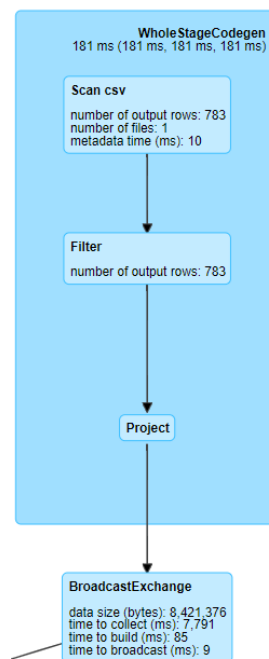 WholeStageCodegen
181 ms (181 ms, 181 ms, 181 ms)
Scan csv
number of output rows: 783
number of files: 1
metadata time (ms): 10
Filter
number of output rows: 783
Project
BroadcastExchange
data size (bytes): 8,421,376
time to collect (ms): 7,791
time to build (ms): 85
time to broadcast (ms): 9